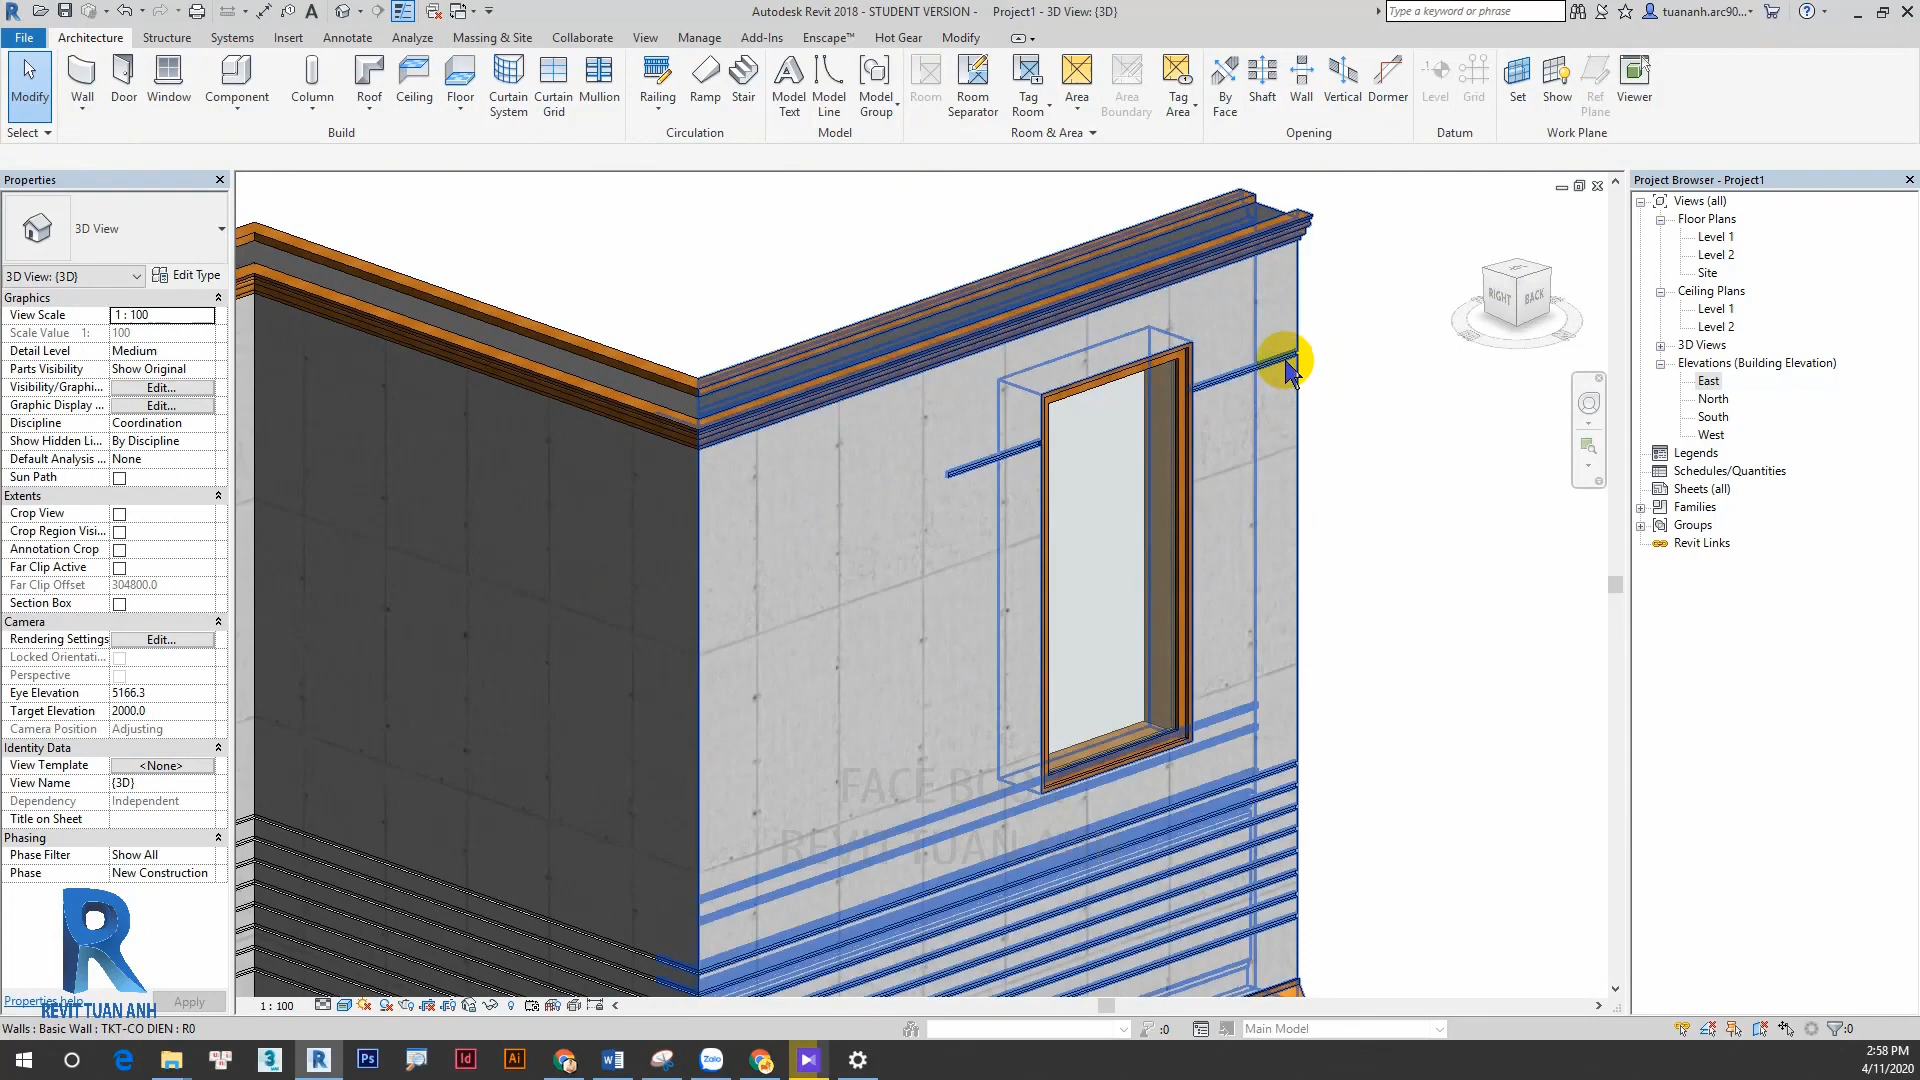 Autodesk Revit 2018 - STUDENT VERSION - Project1 - 3D View: {3D}
Type a keyword or phrase
tuananh.arc90...
File Architecture Structure Systems Insert Annotate Analyze Massing & Site Collaborate View Manage Add-Ins Enscape™ Hot Gear Modify
Modify Wall Door Window Component Column Roof Ceiling Floor Curtain System Curtain Grid Mullion Railing Ramp Stair Model Text Model Line Model Group Room Room Separator Tag Room Area Area Boundary Tag Area By Face Shaft Wall Vertical Dormer Level Grid Set Show Ref Plane Viewer
Select Build Circulation Model Room & Area Opening Datum Work Plane
Properties
3D View
3D View: {3D} Edit Type
Graphics
View Scale 1 : 100
Scale Value 1: 100
Detail Level Medium
Parts Visibility Show Original
Visibility/Graphi... Edit...
Graphic Display ... Edit...
Discipline Coordination
Show Hidden Li... By Discipline
Default Analysis ... None
Sun Path
Extents
Crop View
Crop Region Visi...
Annotation Crop
Far Clip Active
Far Clip Offset 304800.0
Section Box
Camera
Rendering Settings Edit...
Locked Orientati...
Perspective
Eye Elevation 5166.3
Target Elevation 2000.0
Camera Position Adjusting
Identity Data
View Template <None>
View Name {3D}
Dependency Independent
Title on Sheet
Phasing
Phase Filter Show All
Phase New Construction
R
Properties help Apply
REVIT TUAN ANH
RIGHT BACK
FACE BOOK
REVIT TUAN AN
Project Browser - Project1
Views (all)
Floor Plans
Level 1
Level 2
Site
Ceiling Plans
Level 1
Level 2
3D Views
Elevations (Building Elevation)
East
North
South
West
Legends
Schedules/Quantities
Sheets (all)
Families
Groups
Revit Links
1 : 100
Walls : Basic Wall : TKT-CO DIEN : R0
:0 Main Model :0
2:58 PM
4/11/2020